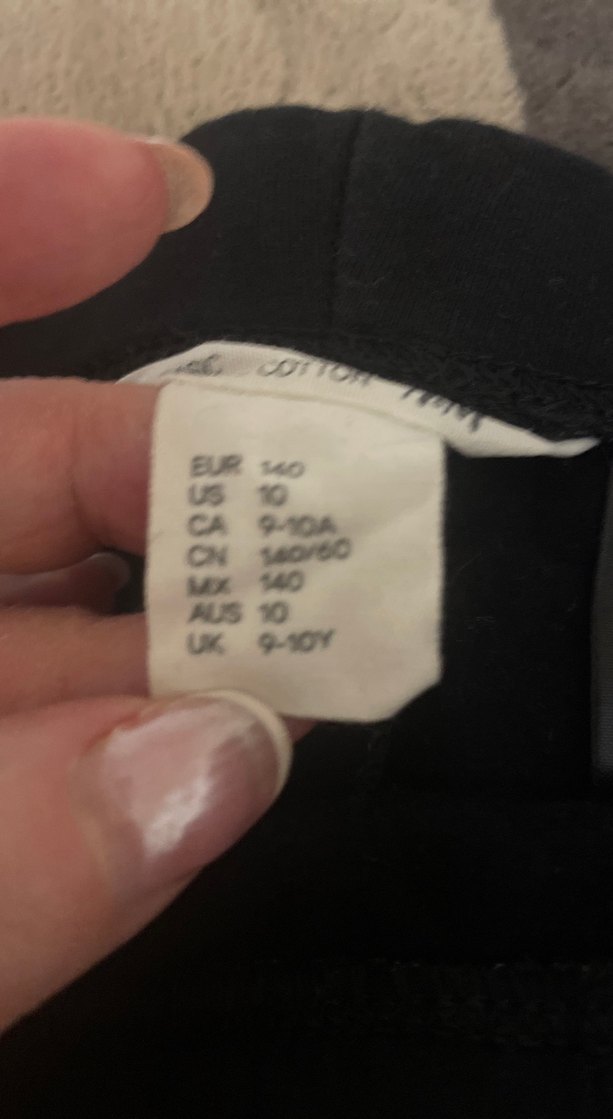 COTTON
EUR 140
US 10
CA 9-10A
CN 140/60
MX 140
AUS 10
UK 9-10Y